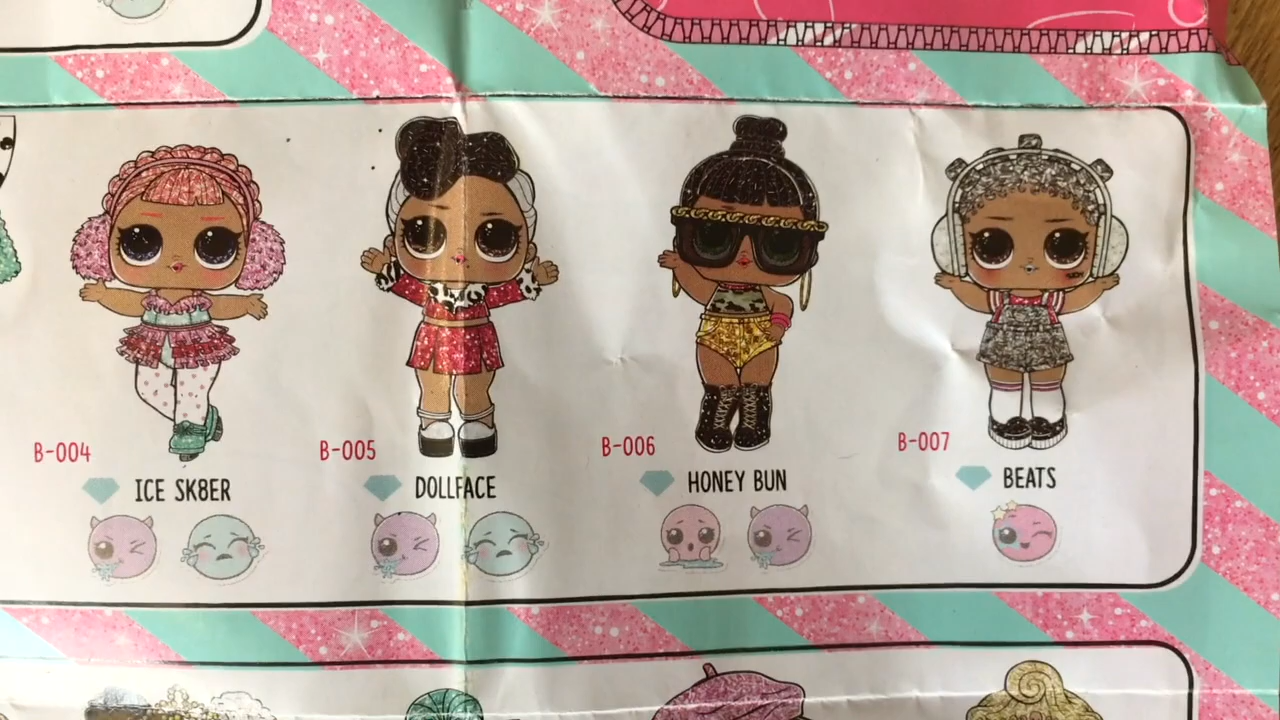 B-004
ICE SK8ER
B-005
DOLLFACE
B-006
HONEY BUN
B-007
BEATS